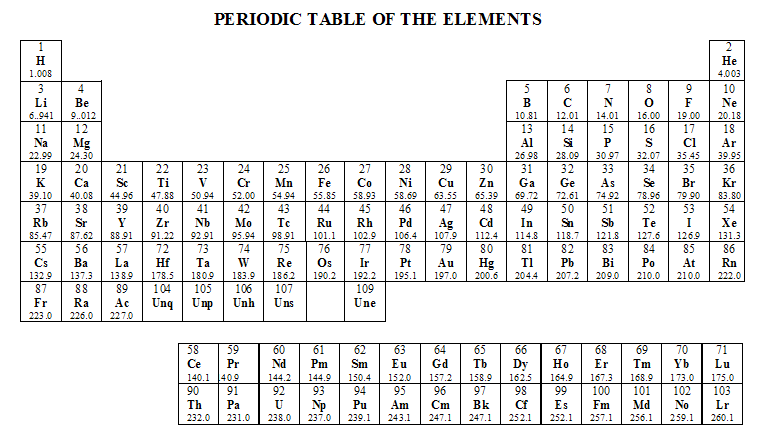 PERIODIC TABLE OF THE ELEMENTS
1 2
H He
1.008 4.003
3 4 5 6 7 8 9 10
Li Be B C N O F Ne
6..941 9..012 10.81 12.01 14.01 16.00 19.00 20.18
11 12 13 14 15 16 17 18
Na Mg Al Si P S Cl Ar
22.99 24.30 26.98 28.09 30.97 32.07 35.45 39.95
19 20 21 22 23 24 25 26 27 28 29 30 31 32 33 34 35 36
K Ca Sc Ti V Cr Mn Fe Co Ni Cu Zn Ga Ge As Se Br Kr
39.10 40.08 44.96 47.88 50.94 52.00 54.94 55.85 58.93 58.69 63.55 65.39 69.72 72.61 74.92 78.96 79.90 83.80
37 38 39 40 41 42 43 44 45 46 47 48 49 50 51 52 53 54
Rb Sr Y Zr Nb Mo Tc Ru Rh Pd Ag Cd In Sn Sb Te I Xe
85.47 87.62 88.91 91.22 92.91 95.94 98.91 101.1 102.9 106.4 107.9 112.4 114.8 118.7 121.8 127.6 126.9 131.3
55 56 57 72 73 74 75 76 77 78 79 80 81 82 83 84 85 86
Cs Ba La Hf Ta W Re Os Ir Pt Au Hg Tl Pb Bi Po At Rn
132.9 137.3 138.9 178.5 180.9 183.9 186.2 190.2 192.2 195.1 197.0 200.6 204.4 207.2 209.0 210.0 210.0 222.0
87 88 89 104 105 106 107 109
Fr Ra Ac Unq Unp Unh Uns Une
223.0 226.0 227.0
58 59 60 61 62 63 64 65 66 67 68 69 70 71
Ce Pr Nd Pm Sm Eu Gd Tb Dy Ho Er Tm Yb Lu
140.1 40.9 144.2 144.9 150.4 152.0 157.2 158.9 162.5 164.9 167.3 168.9 173.0 175.0
90 91 92 93 94 95 96 97 98 99 100 101 102 103
Th Pa U Np Pu Am Cm Bk Cf Es Fm Md No Lr
232.0 231.0 238.0 237.0 239.1 243.1 247.1 247.1 252.1 252.1 257.1 256.1 259.1 260.1